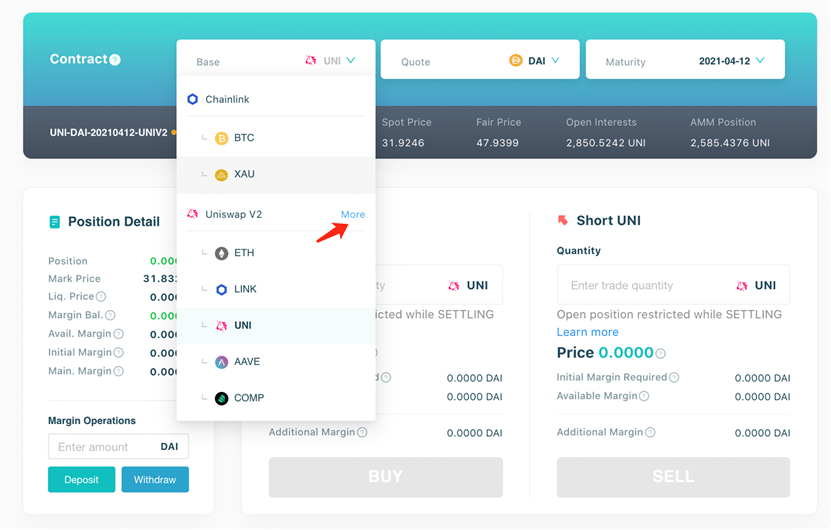 Contract
Base UNI
Quote DAI
Maturity 2021-04-12
Chainlink
BTC
XAU
Uniswap V2 More
ETH
LINK
UNI
AAVE
COMP
UNI-DAI-20210412-UNIV2
Spot Price Fair Price Open Interests AMM Position
31.9246 47.9399 2,850.5242 UNI 2,585.4376 UNI
Position Detail
Position 0.000
Mark Price 31.832
Liq. Price 0.000
Margin Bal. 0.000
Avail. Margin 0.000
Initial Margin 0.000
Main. Margin 0.000
Margin Operations
Enter amount DAI
Deposit Withdraw
UNI
SETTLING
0.0000 DAI
0.0000 DAI
Additional Margin 0.0000 DAI
BUY
Short UNI
Quantity
Enter trade quantity UNI
Open position restricted while SETTLING
Learn more
Price 0.0000
Initial Margin Required 0.0000 DAI
Available Margin 0.0000 DAI
Additional Margin 0.0000 DAI
SELL